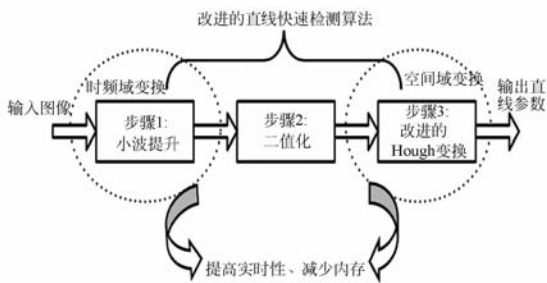 改进的直线快速检测算法
时频域变换
空间域变换
输入图像
步骤1:
小波提升
步骤2:
二值化
步骤3:
改进的
Hough变换
输出直
线参数
提高实时性、减少内存